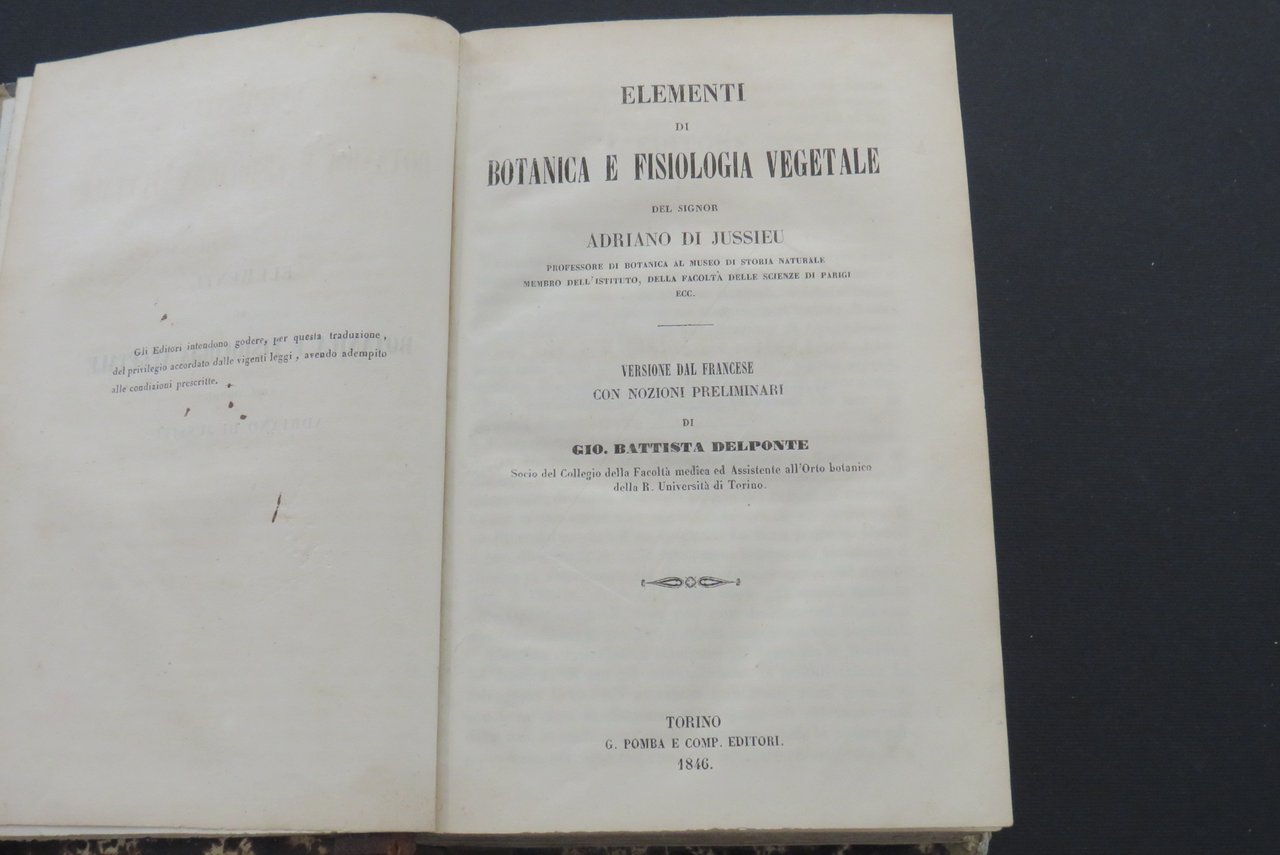 Gli Editori intendono godere, per questa traduzione,
del privilegio accordato dalle vigenti leggi, avendo adempito
alle condizioni prescritte.
ELEMENTI
DI
BOTANICA E FISIOLOGIA VEGETALE
DEL SIGNOR
ADRIANO DI JUSSIEU
PROFESSORE DI BOTANICA AL MUSEO DI STORIA NATURALE
MEMBRO DELL'ISTITUTO, DELLA FACOLTÀ DELLE SCIENZE DI PARIGI
ECC.
VERSIONE DAL FRANCESE
CON NOZIONI PRELIMINARI
DI
GIO. BATTISTA DELPONTE
Socio del Collegio della Facoltà medica ed Assistente all'Orto botanico
della R. Università di Torino.
TORINO
G. POMBA E COMP. EDITORI.
1846.